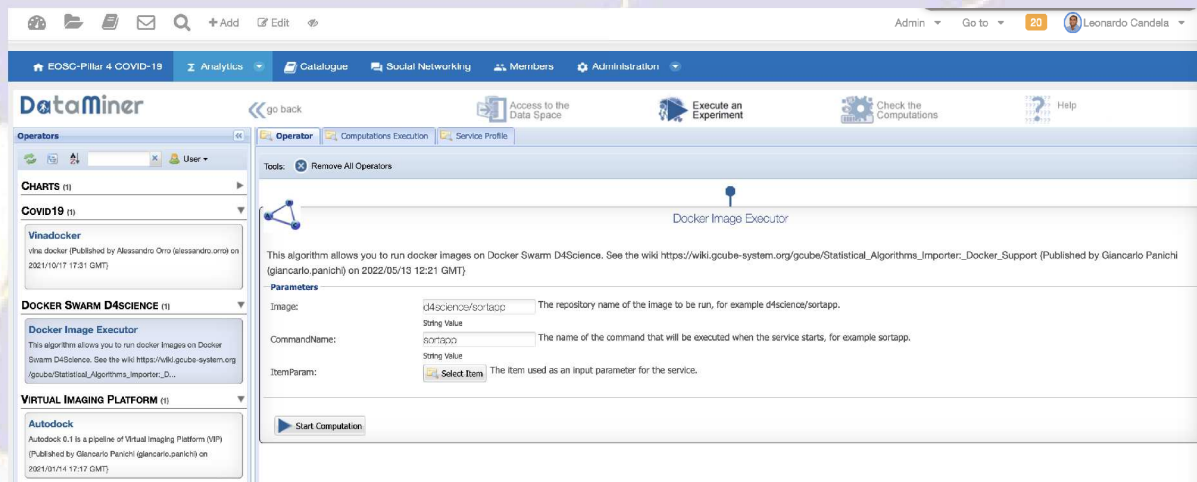 +Add Edit Admin Go to 20 Leonardo Candela
EOSC-Pillar 4 COVID-19 Analytics Catalogue Social Networking Members Administration
DataMiner go back Access to the Data Space Execute an Experiment Check the Computations Help
Operators
User
CHARTS (1)
COVID19 (1)
Vinadocker
vina docker {Published by Alessandro Orro (alessandro.orro) on
2021/10/17 17:31 GMT}
DOCKER SWARM D4SCIENCE (1)
Docker Image Executor
This algorithm allows you to run docker images on Docker
Swarm D4Science. See the wiki https://wiki.gcube-system.org
/gcube/Statistical_Algorithms_Importer:_D...
VIRTUAL IMAGING PLATFORM (1)
Autodock
Autodock 0.1 is a pipeline of Virtual Imaging Platform (VIP)
{Published by Giancarlo Panichi (giancarlo.panichi) on
2021/01/14 17:17 GMT}
Operator Computations Execution Service Profile
Tools: Remove All Operators
Docker Image Executor
This algorithm allows you to run docker images on Docker Swarm D4Science. See the wiki https://wiki.gcube-system.org/gcube/Statistical_Algorithms_Importer:_Docker_Support {Published by Giancarlo Panichi
(giancarlo.panichi) on 2022/05/13 12:21 GMT}
Parameters
Image: d4science/sortapp The repository name of the image to be run, for example d4science/sortapp.
String Value
CommandName: sortapp The name of the command that will be executed when the service starts, for example sortapp.
String Value
ItemParam: Select Item The item used as an input parameter for the service.
Start Computation